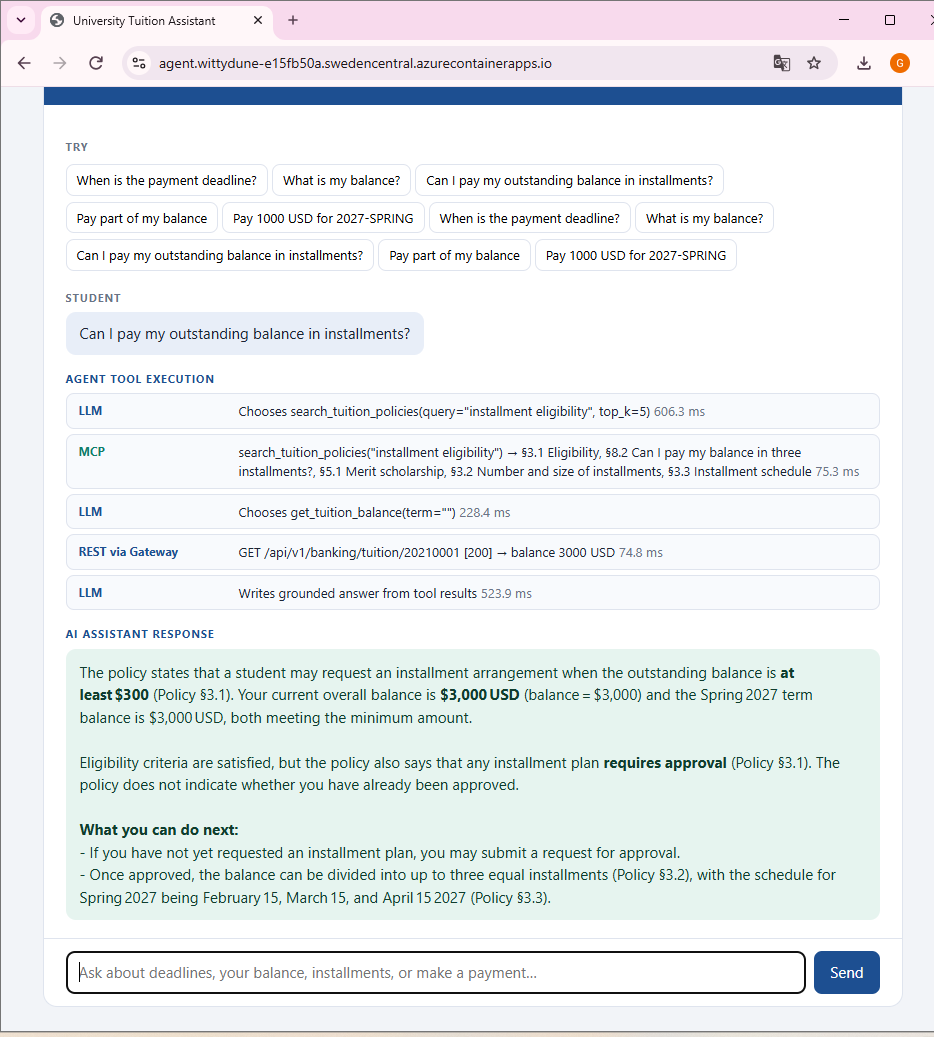 University Tuition Assistant
agent.wittydune-e15fb50a.swedencentral.azurecontainerapps.io
G
TRY
When is the payment deadline? What is my balance? Can I pay my outstanding balance in installments?
Pay part of my balance Pay 1000 USD for 2027-SPRING When is the payment deadline? What is my balance?
Can I pay my outstanding balance in installments? Pay part of my balance Pay 1000 USD for 2027-SPRING
STUDENT
Can I pay my outstanding balance in installments?
AGENT TOOL EXECUTION
LLM Chooses search_tuition_policies(query="installment eligibility", top_k=5) 606.3 ms
MCP search_tuition_policies("installment eligibility") → §3.1 Eligibility, §8.2 Can I pay my balance in three
installments?, §5.1 Merit scholarship, §3.2 Number and size of installments, §3.3 Installment schedule 75.3 ms
LLM Chooses get_tuition_balance(term="") 228.4 ms
REST via Gateway GET /api/v1/banking/tuition/20210001 [200] → balance 3000 USD 74.8 ms
LLM Writes grounded answer from tool results 523.9 ms
AI ASSISTANT RESPONSE
The policy states that a student may request an installment arrangement when the outstanding balance is at
least $300 (Policy §3.1). Your current overall balance is $3,000 USD (balance = $3,000) and the Spring 2027 term
balance is $3,000 USD, both meeting the minimum amount.
Eligibility criteria are satisfied, but the policy also says that any installment plan requires approval (Policy §3.1). The
policy does not indicate whether you have already been approved.
What you can do next:
- If you have not yet requested an installment plan, you may submit a request for approval.
- Once approved, the balance can be divided into up to three equal installments (Policy §3.2), with the schedule for
Spring 2027 being February 15, March 15, and April 15 2027 (Policy §3.3).
Ask about deadlines, your balance, installments, or make a payment...
Send